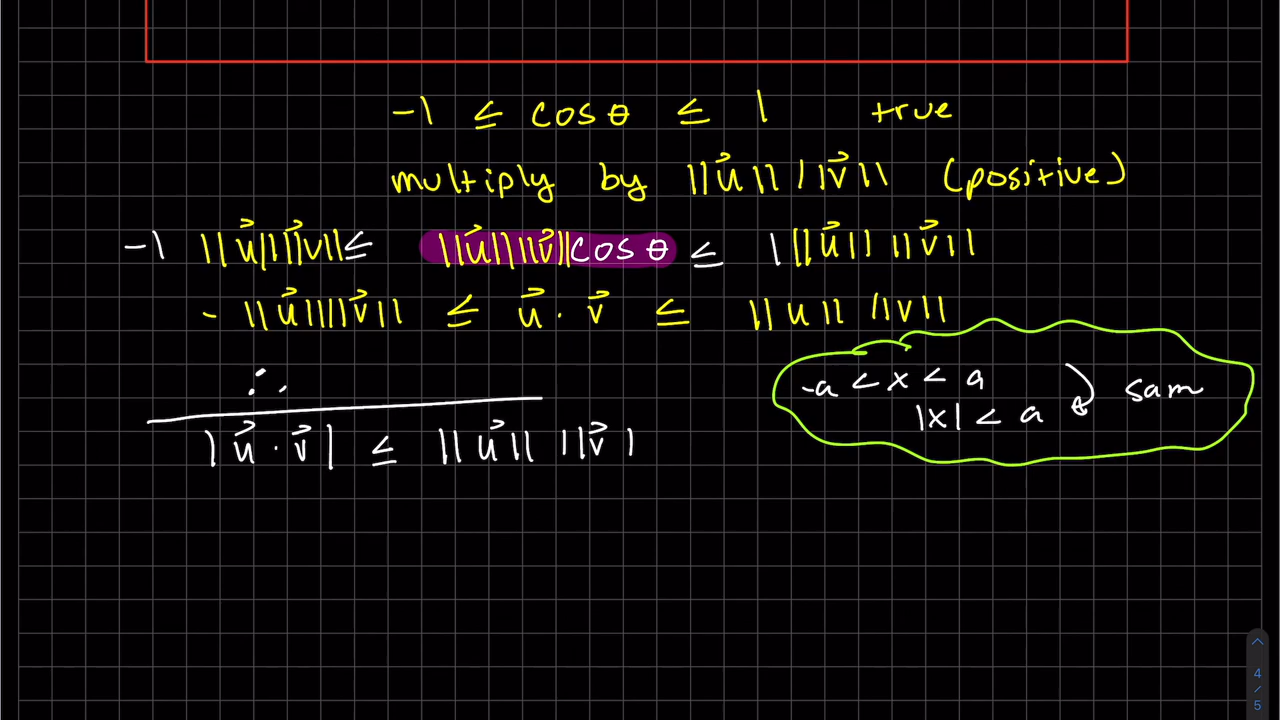 -1 ≤ cos θ ≤ 1 true
multiply by ||u⃗|| ||v⃗|| (positive)
-1 ||u⃗|| ||v⃗|| ≤ ||u⃗|| ||v⃗|| cos θ ≤ 1 ||u⃗|| ||v⃗||
- ||u⃗|| ||v⃗|| ≤ u⃗ · v⃗ ≤ ||u|| ||v||
-a < x < a
|x| < a
sam
∴
|u⃗ · v⃗| ≤ ||u⃗|| ||v⃗|
4
/
5